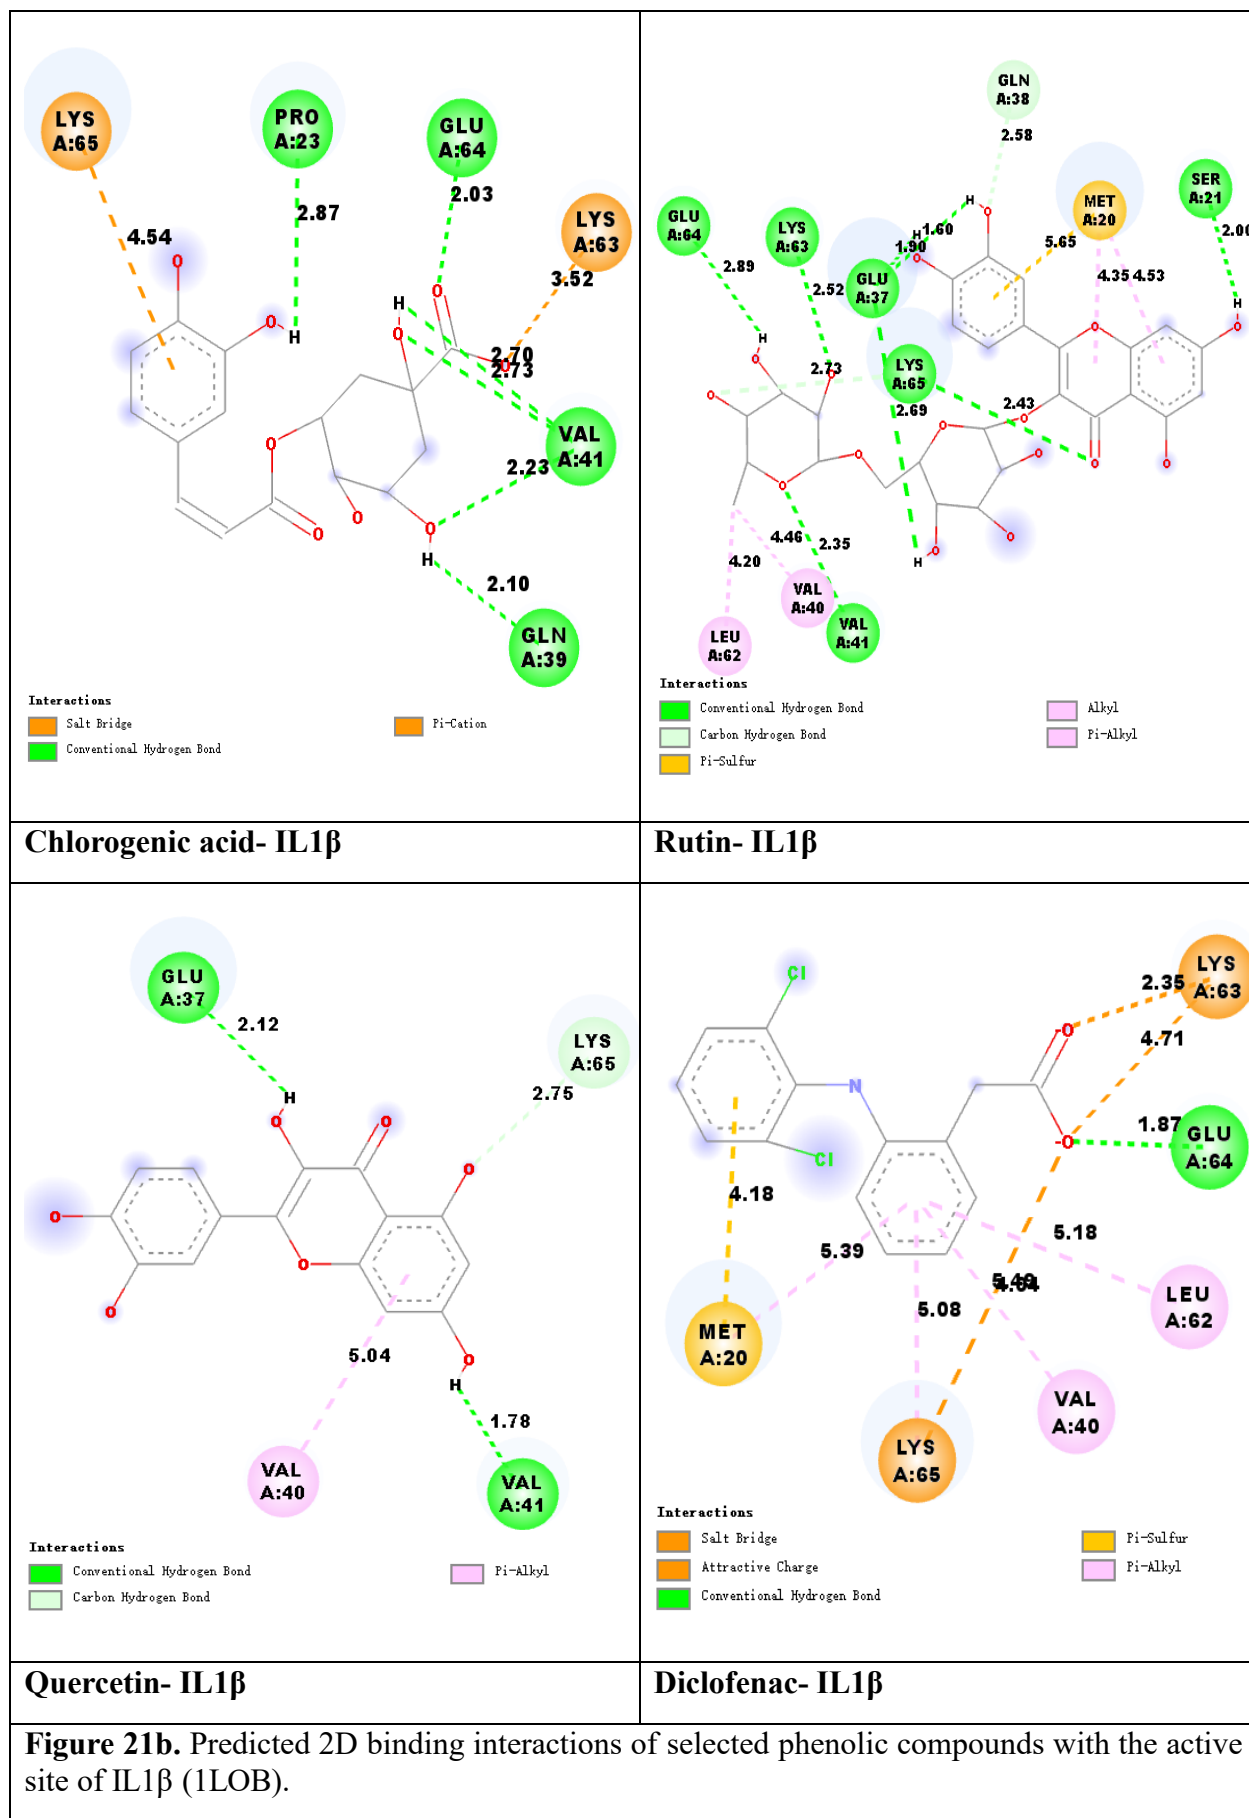 LYS
A:65
PRO
A:23
GLU
A:64
LYS
A:63
4.54
2.87
2.03
3.52
O
O
H
O
H
O
O
2.70
2.73
VAL
A:41
2.23
O
O
O
O
H
2.10
GLN
A:39
Interactions
Salt Bridge
Conventional Hydrogen Bond
Pi-Cation
GLN
A:38
2.58
GLU
A:64
LYS
A:63
MET
A:20
SER
A:21
H
O
H
O
1.60
1.90
5.65
2.00
2.89
2.52
GLU
A:37
4.35
4.53
H
O
H
O
O
O
2.73
LYS
A:65
O
2.69
2.43
O
O
O
O
O
O
O
O
O
H
O
4.46
2.35
4.20
VAL
A:40
LEU
A:62
VAL
A:41
Interactions
Conventional Hydrogen Bond
Carbon Hydrogen Bond
Pi-Sulfur
Alkyl
Pi-Alkyl
Chlorogenic acid- IL1β
Rutin- IL1β
GLU
A:37
2.12
LYS
A:65
2.75
H
O
O
O
O
O
O
O
H
5.04
1.78
VAL
A:40
VAL
A:41
Interactions
Conventional Hydrogen Bond
Carbon Hydrogen Bond
Pi-Alkyl
Cl
LYS
A:63
2.35
-O
4.71
N
-O
1.87
GLU
A:64
Cl
4.18
5.39
5.18
5.08
LEU
A:62
MET
A:20
VAL
A:40
LYS
A:65
Interactions
Salt Bridge
Attractive Charge
Conventional Hydrogen Bond
Pi-Sulfur
Pi-Alkyl
Quercetin- IL1β
Diclofenac- IL1β
Figure 21b. Predicted 2D binding interactions of selected phenolic compounds with the active
site of IL1β (1LOB).